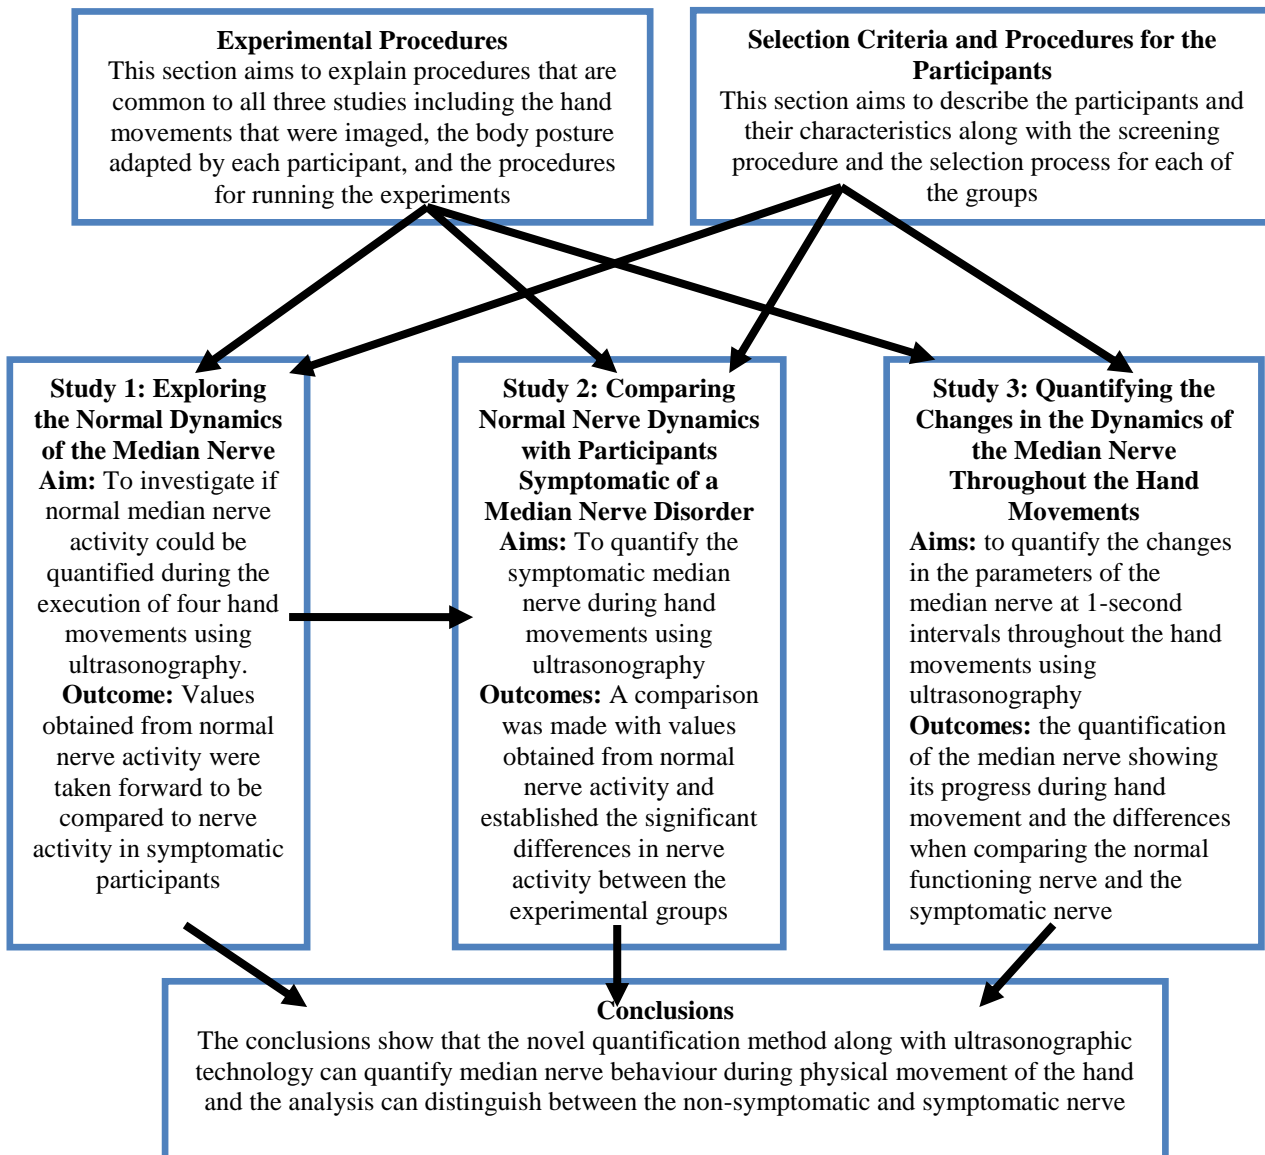 Experimental Procedures
This section aims to explain procedures that are
common to all three studies including the hand
movements that were imaged, the body posture
adapted by each participant, and the procedures
for running the experiments
Selection Criteria and Procedures for the
Participants
This section aims to describe the participants and
their characteristics along with the screening
procedure and the selection process for each of
the groups
Study 1: Exploring
the Normal Dynamics
of the Median Nerve
Aim: To investigate if
normal median nerve
activity could be
quantified during the
execution of four hand
movements using
ultrasonography.
Outcome: Values
obtained from normal
nerve activity were
taken forward to be
compared to nerve
activity in symptomatic
participants
Study 2: Comparing
Normal Nerve Dynamics
with Participants
Symptomatic of a
Median Nerve Disorder
Aims: To quantify the
symptomatic median
nerve during hand
movements using
ultrasonography
Outcomes: A comparison
was made with values
obtained from normal
nerve activity and
established the significant
differences in nerve
activity between the
experimental groups
Study 3: Quantifying the
Changes in the Dynamics of
the Median Nerve
Throughout the Hand
Movements
Aims: to quantify the changes
in the parameters of the
median nerve at 1-second
intervals throughout the hand
movements using
ultrasonography
Outcomes: the quantification
of the median nerve showing
its progress during hand
movement and the differences
when comparing the normal
functioning nerve and the
symptomatic nerve
Conclusions
The conclusions show that the novel quantification method along with ultrasonographic
technology can quantify median nerve behaviour during physical movement of the hand
and the analysis can distinguish between the non-symptomatic and symptomatic nerve